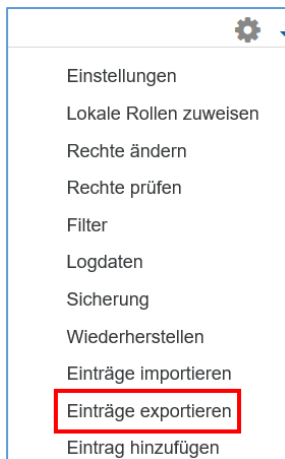 Einstellungen
Lokale Rollen zuweisen
Rechte ändern
Rechte prüfen
Filter
Logdaten
Sicherung
Wiederherstellen
Einträge importieren
Einträge exportieren
Eintrag hinzufügen